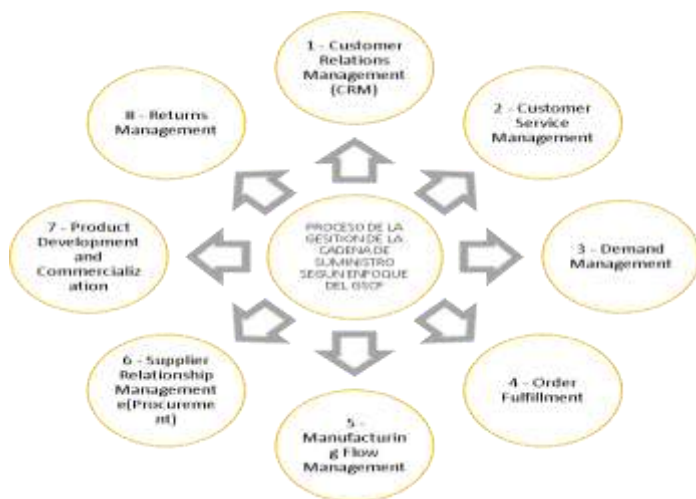 1 - Customer
Relations
Management
(CRM)
2 - Customer
Service
Management
3 - Demand
Management
4 - Order
Fulfillment
5 -
Manufacturin
g Flow
Management
6 - Supplier
Relationship
Management
e(Procureme
nt)
7 - Product
Development
and
Commercializ
ation
8 - Returns
Management
PROCESO DE LA
GESTION DE LA
CADENA DE
SUMINISTRO
SEGUN ENFOQUE
DEL GSCF